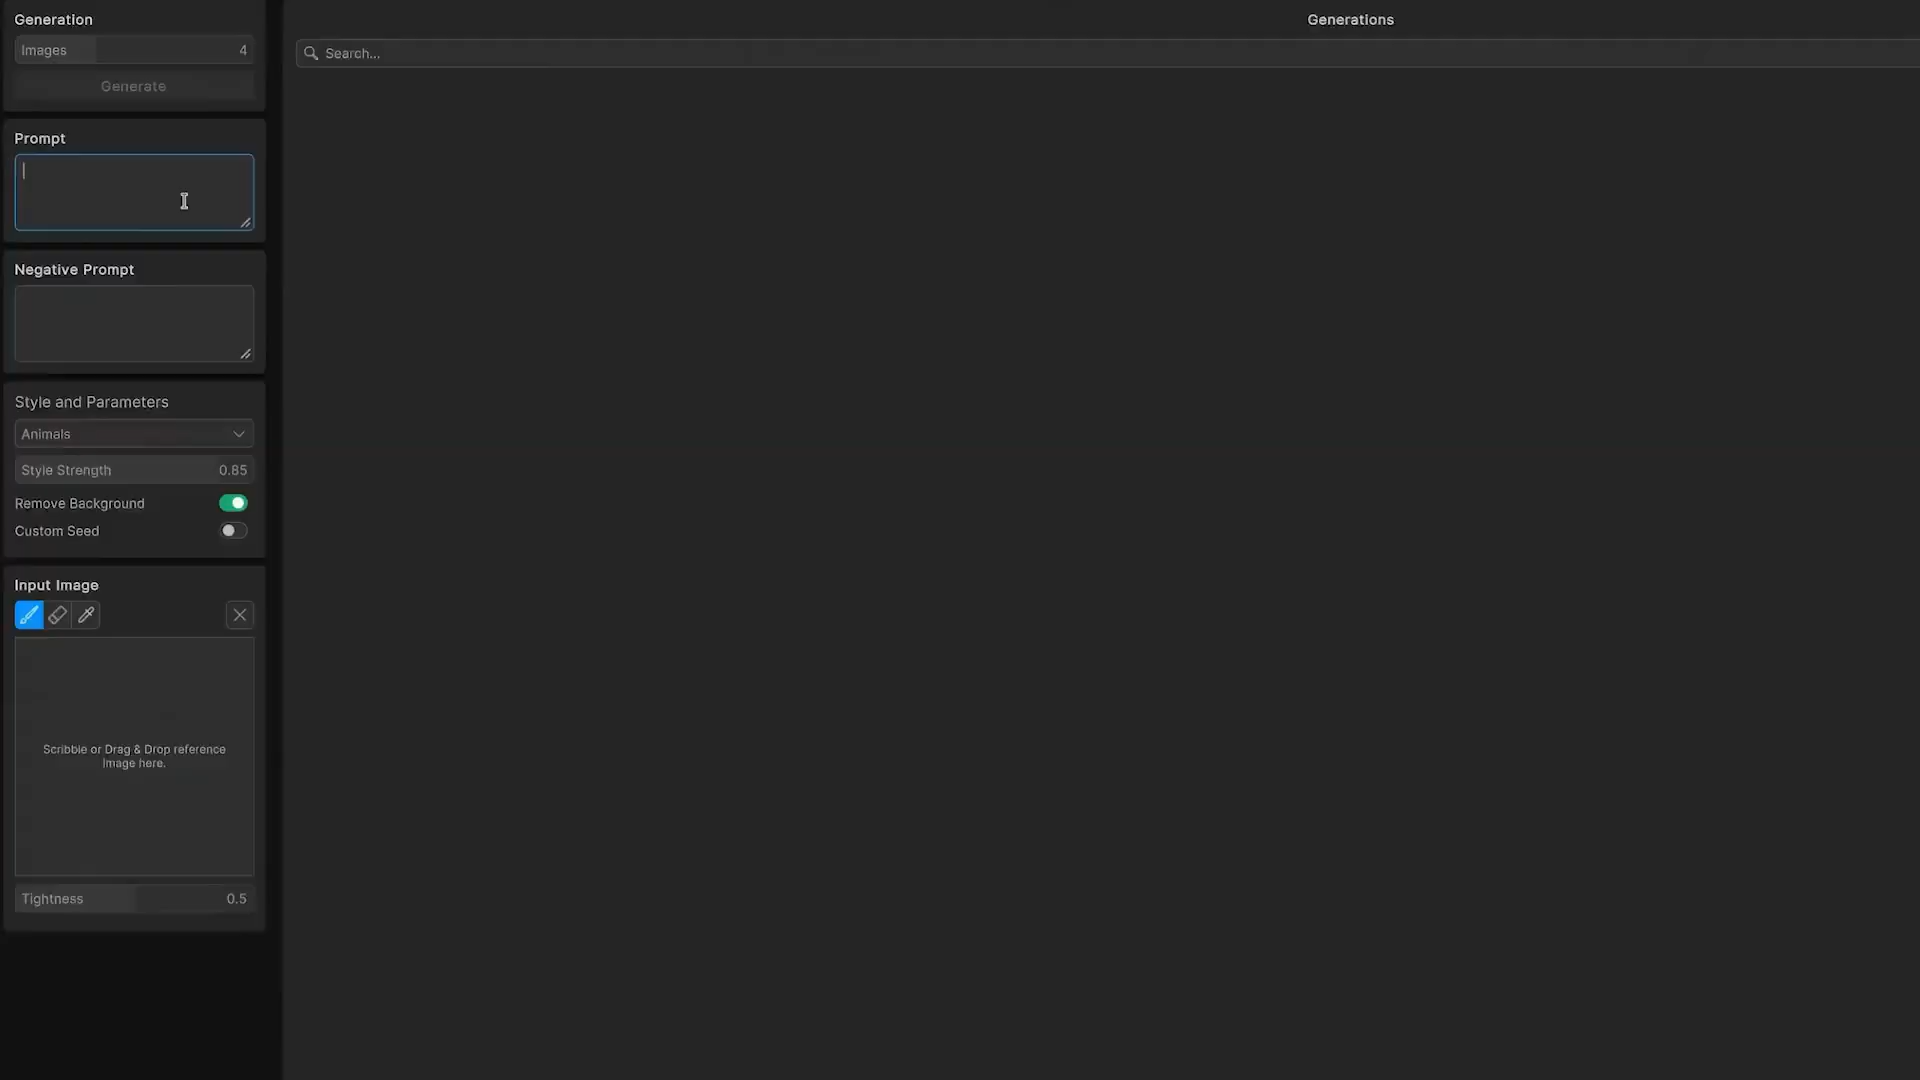 Generation
Images 4
Generate
Prompt
Negative Prompt
Style and Parameters
Animals
Style Strength 0.85
Remove Background
Custom Seed
Input Image
Scribble or Drag & Drop reference
image here.
Tightness 0.5
Generations
Search...